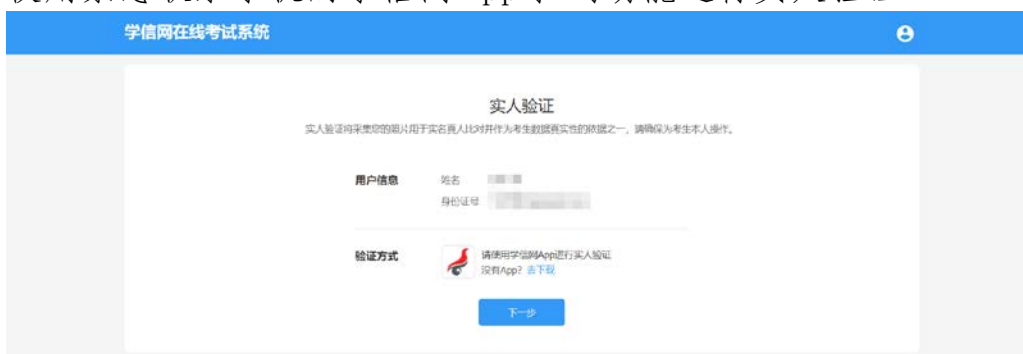 学信网在线考试系统
实人验证
实人验证将采集您的照片用于实名真人比对并作为考生数据真实性的依据之一，请确保为考生本人操作。
用户信息
姓名
身份证号
验证方式
请使用学信网App进行实人验证
没有App? 去下载
下一步